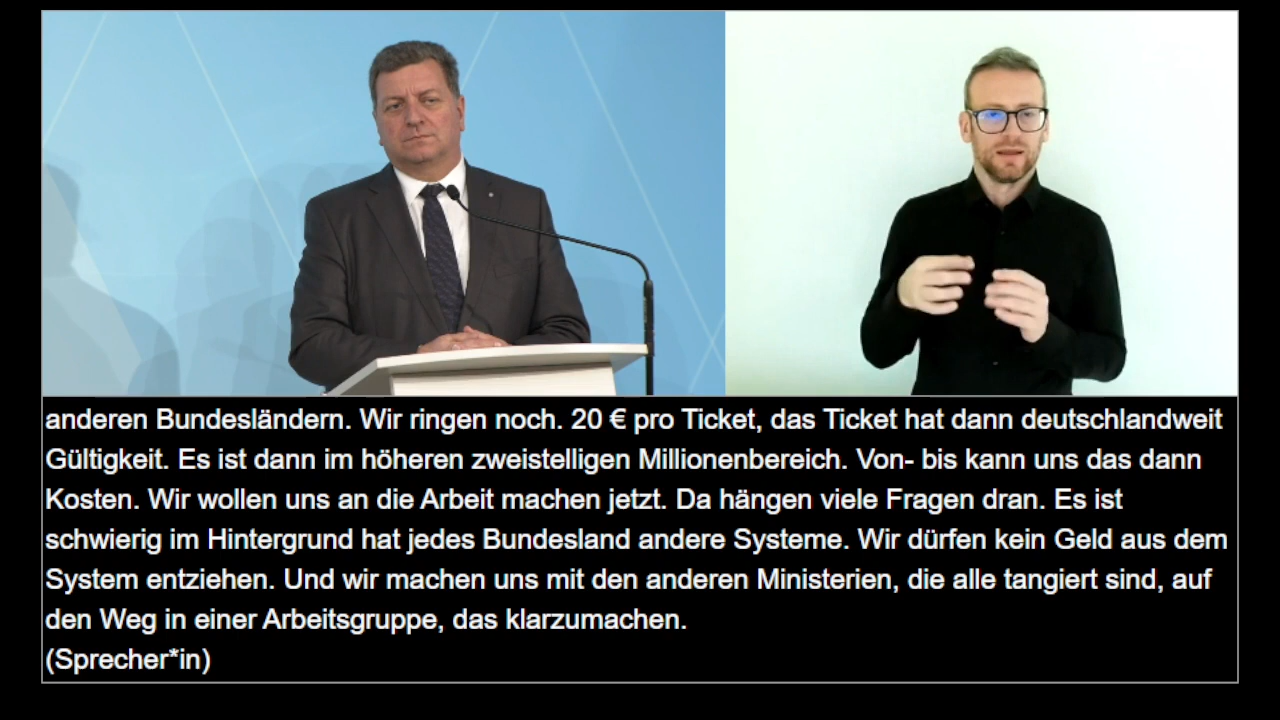 anderen Bundesländern. Wir ringen noch. 20 € pro Ticket, das Ticket hat dann deutschlandweit
Gültigkeit. Es ist dann im höheren zweistelligen Millionenbereich. Von- bis kann uns das dann
Kosten. Wir wollen uns an die Arbeit machen jetzt. Da hängen viele Fragen dran. Es ist
schwierig im Hintergrund hat jedes Bundesland andere Systeme. Wir dürfen kein Geld aus dem
System entziehen. Und wir machen uns mit den anderen Ministerien, die alle tangiert sind, auf
den Weg in einer Arbeitsgruppe, das klarzumachen.
(Sprecher*in)